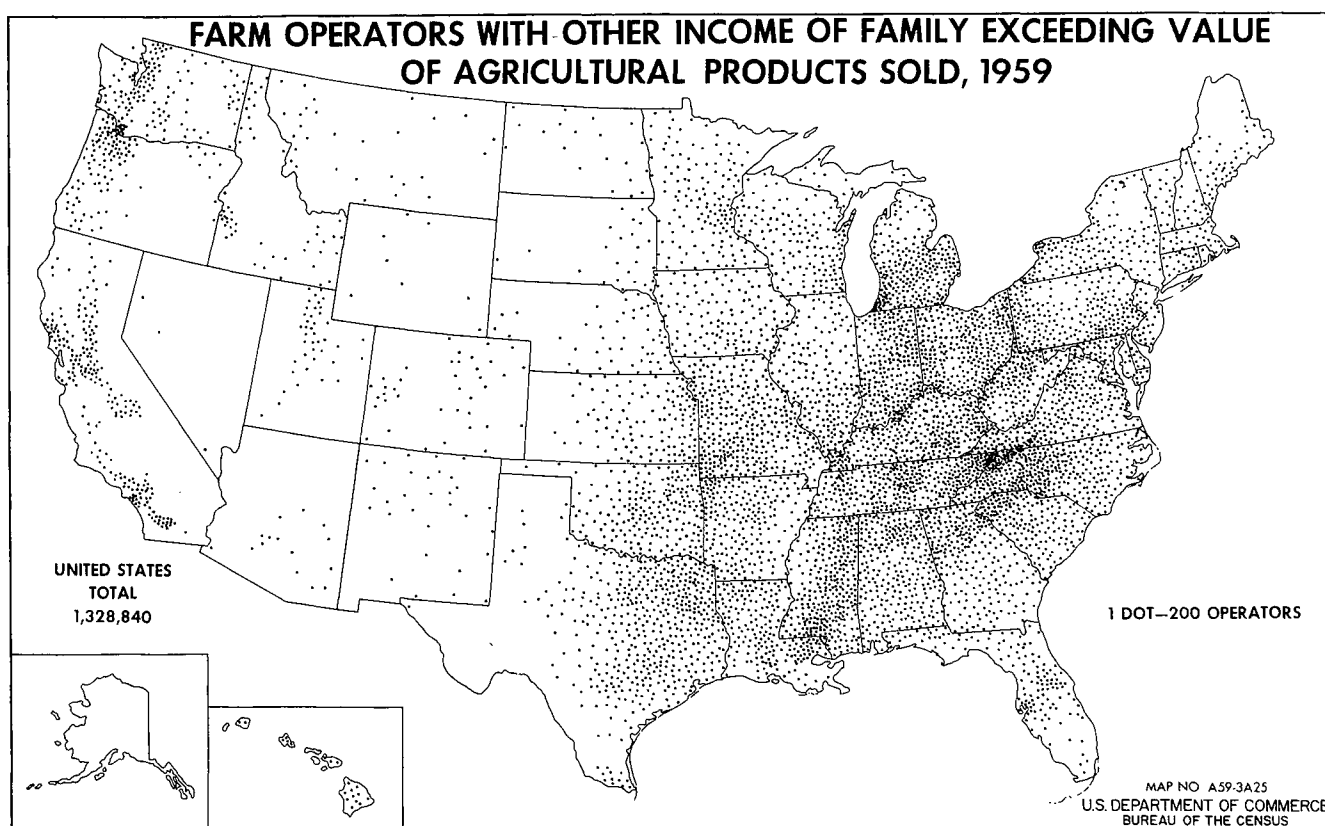 FARM OPERATORS WITH OTHER INCOME OF FAMILY EXCEEDING VALUE
OF AGRICULTURAL PRODUCTS SOLD, 1959
UNITED STATES
TOTAL
1,328,840
1 DOT—200 OPERATORS
MAP NO A59-3A25
U.S. DEPARTMENT OF COMMERCE
BUREAU OF THE CENSUS